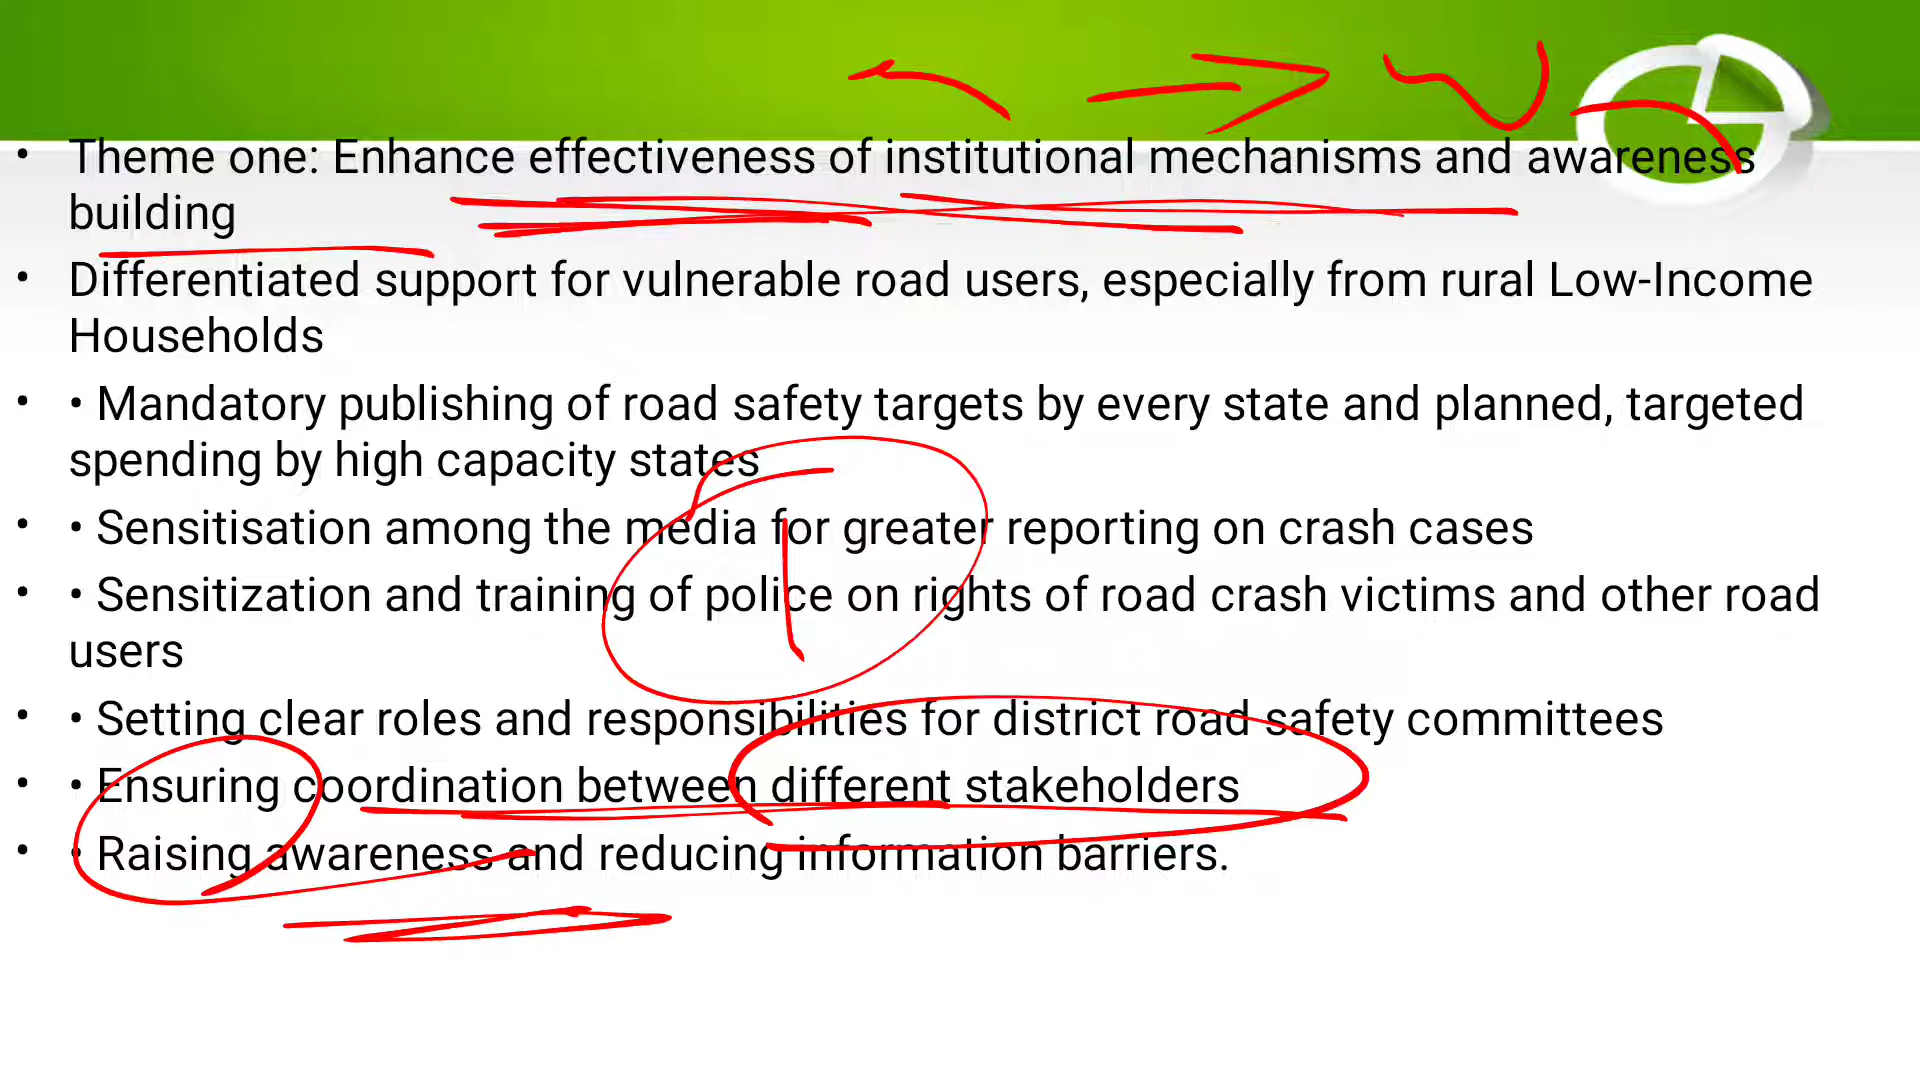 • Theme one: Enhance effectiveness of institutional mechanisms and awareness
building
• Differentiated support for vulnerable road users, especially from rural Low-Income
Households
• • Mandatory publishing of road safety targets by every state and planned, targeted
spending by high capacity states
• • Sensitisation among the media for greater reporting on crash cases
• • Sensitization and training of police on rights of road crash victims and other road
users
• • Setting clear roles and responsibilities for district road safety committees
• • Ensuring coordination between different stakeholders
• • Raising awareness and reducing information barriers.